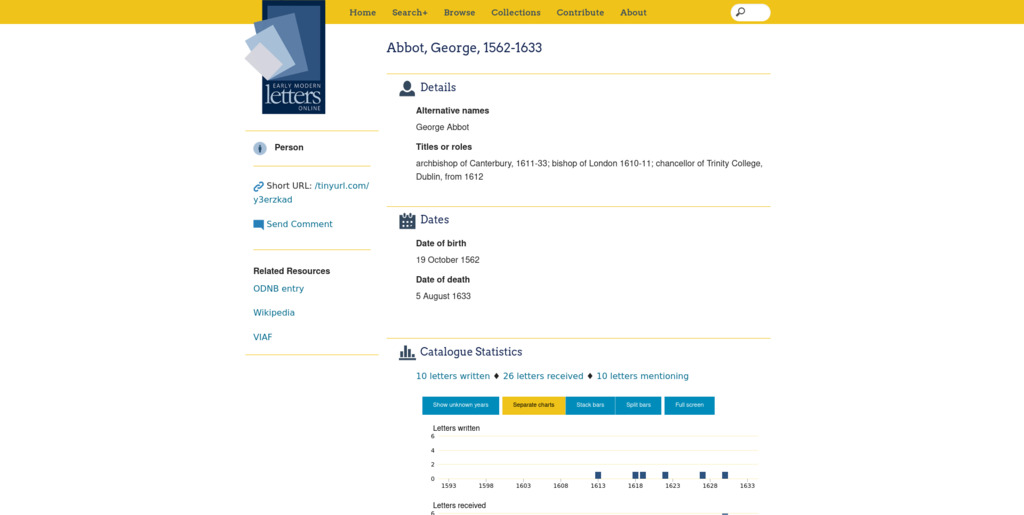 Home Search+ Browse Collections Contribute About
EARLY MODERN
letters
ONLINE
Person
Short URL: /tinyurl.com/
y3erzkad
Send Comment
Related Resources
ODNB entry
Wikipedia
VIAF
Abbot, George, 1562-1633
Details
Alternative names
George Abbot
Titles or roles
archbishop of Canterbury, 1611-33; bishop of London 1610-11; chancellor of Trinity College,
Dublin, from 1612
Dates
Date of birth
19 October 1562
Date of death
5 August 1633
Catalogue Statistics
10 letters written ♦ 26 letters received ♦ 10 letters mentioning
Show unknown years Separate charts Stack bars Split bars Full screen
Letters written
6
4
2
0
1593 1598 1603 1608 1613 1618 1623 1628 1633
Letters received
6